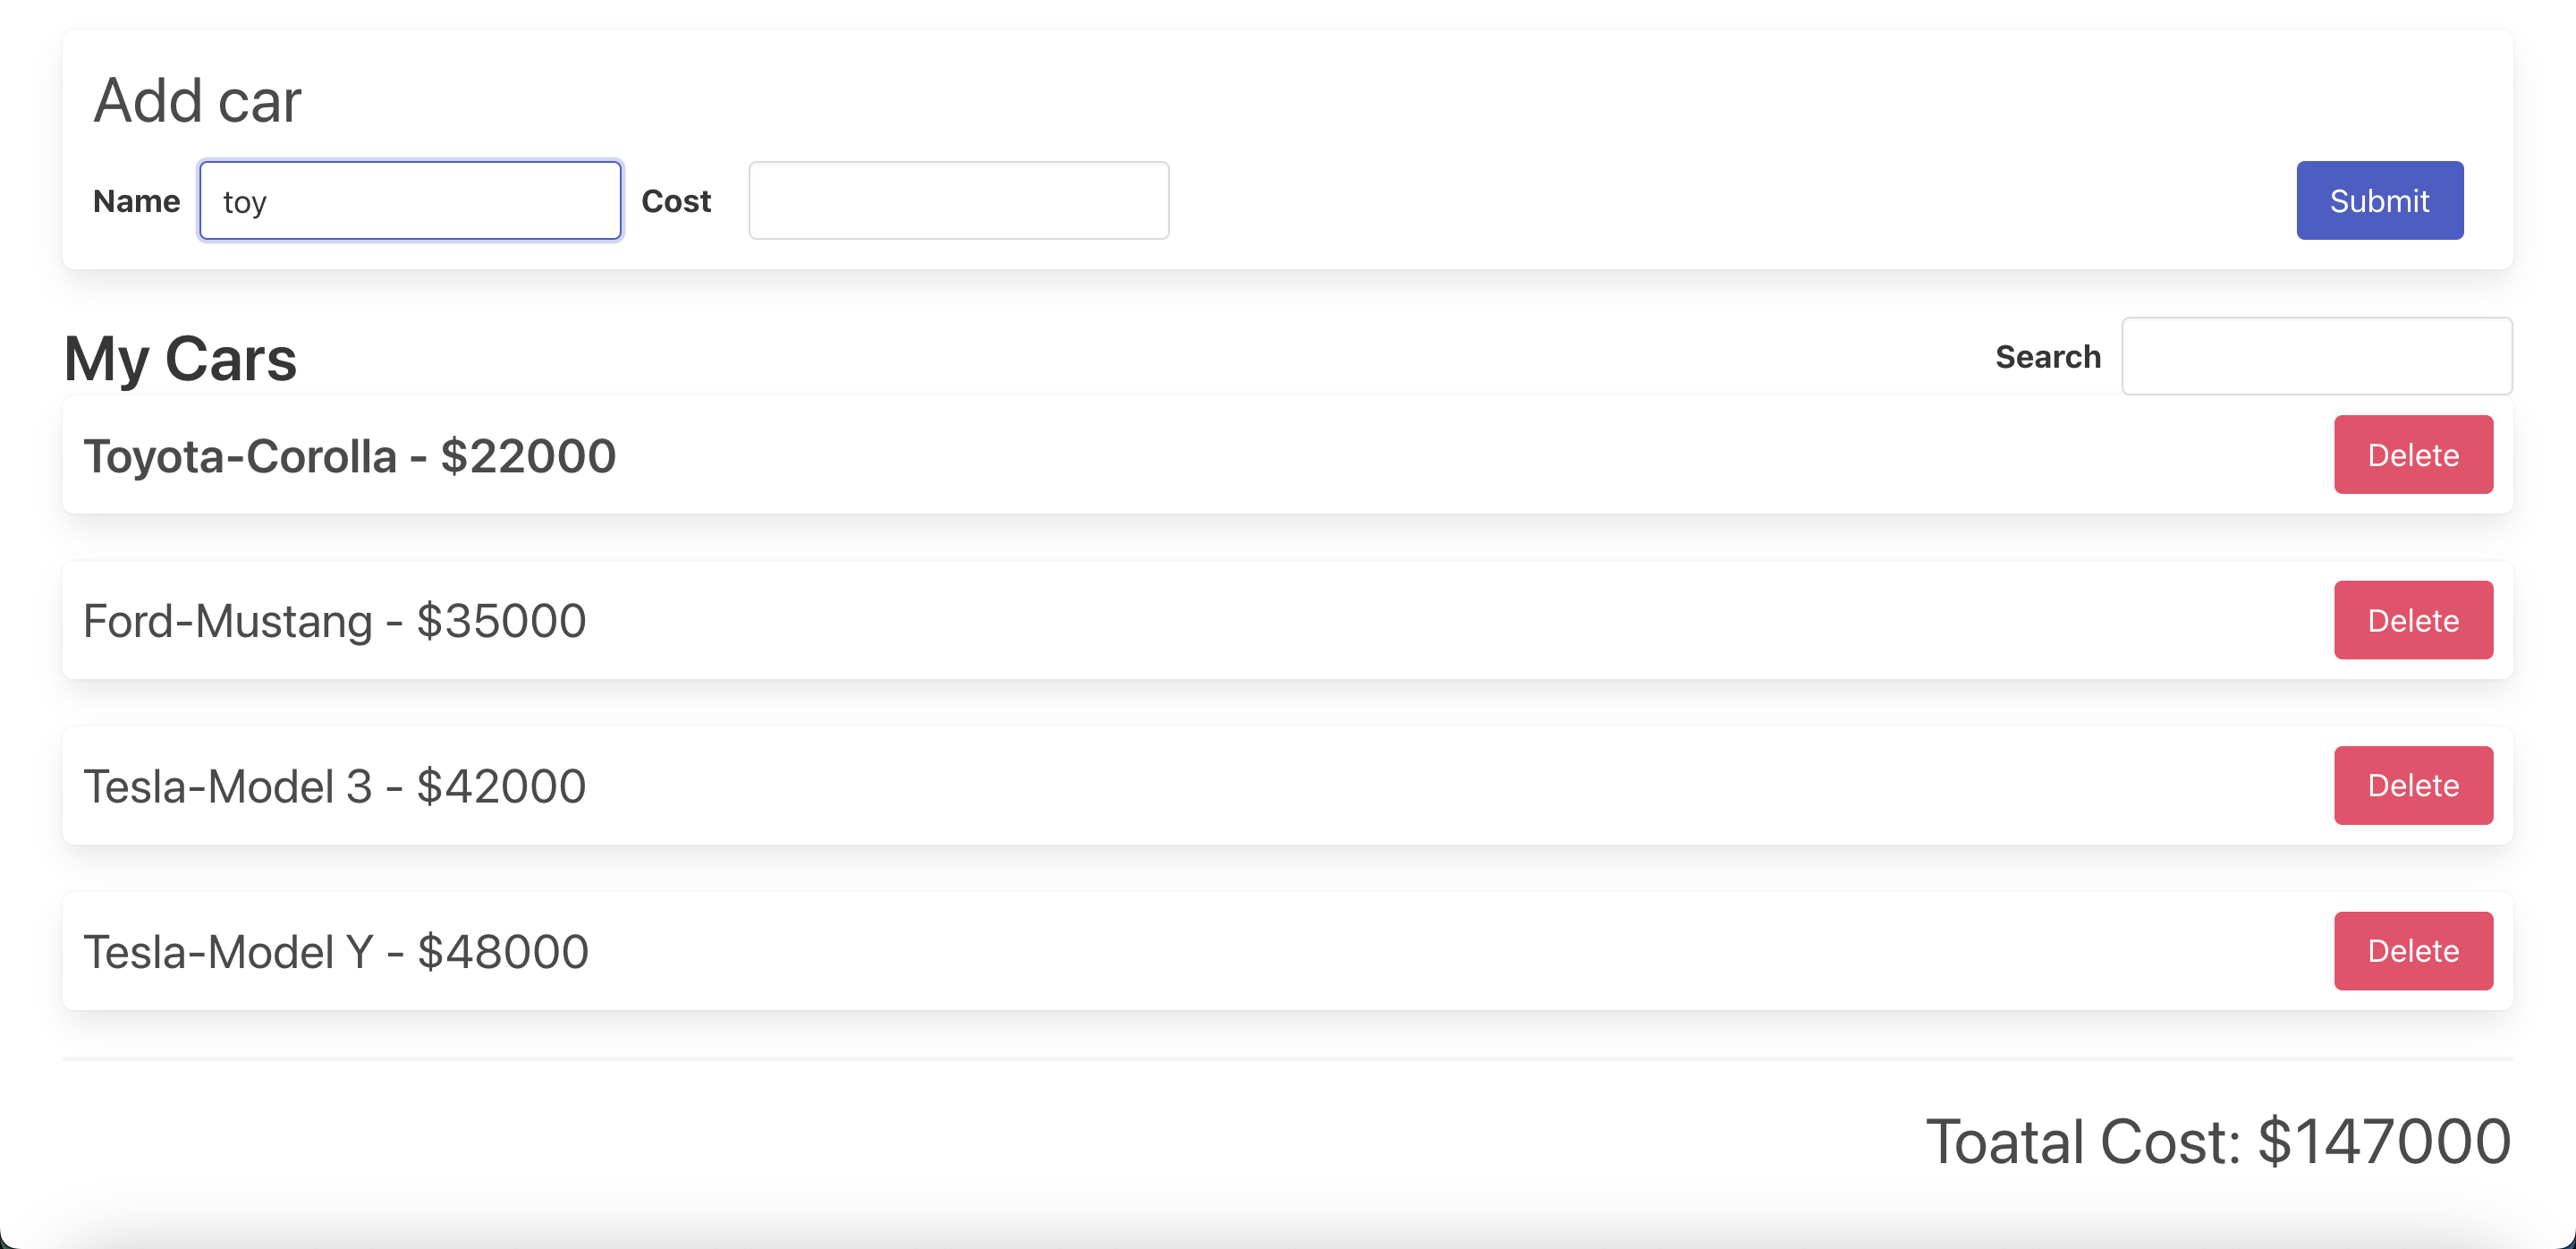 Add car
Name toy Cost Submit
My Cars Search
Toyota-Corolla - $22000 Delete
Ford-Mustang - $35000 Delete
Tesla-Model 3 - $42000 Delete
Tesla-Model Y - $48000 Delete
Toatal Cost: $147000